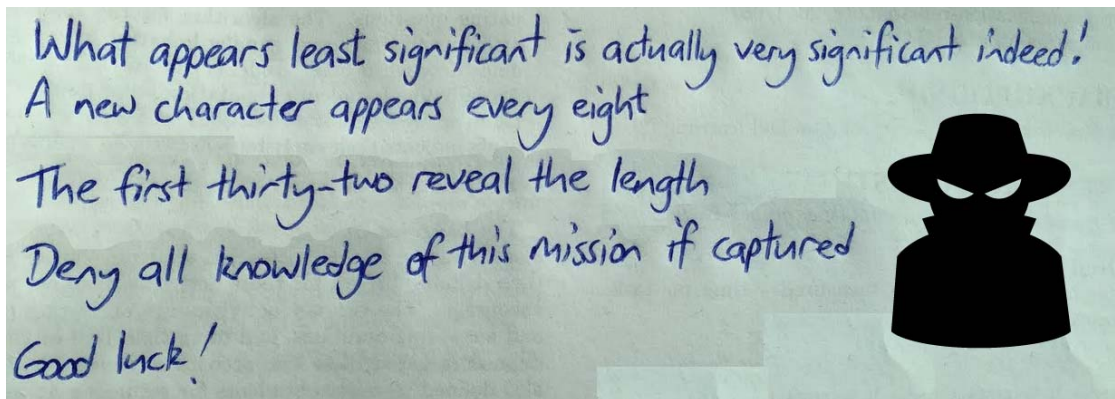 What appears least significant is actually very significant indeed!
A new character appears every eight
The first thirty-two reveal the length
Deny all knowledge of this mission if captured
Good luck!